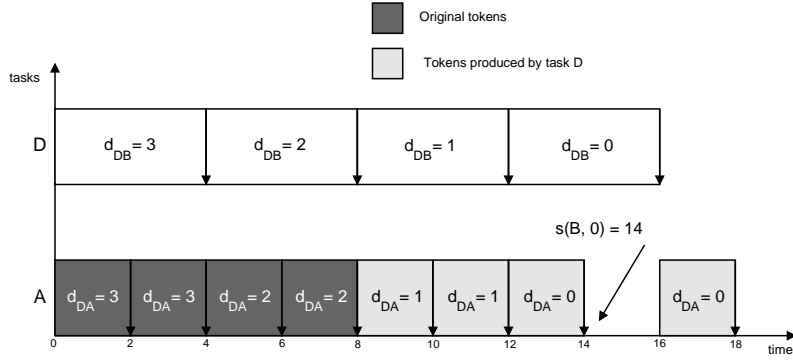 Original tokens
Tokens produced by task D
tasks
D
d_DB = 3
d_DB = 2
d_DB = 1
d_DB = 0
s(B, 0) = 14
A
d_DA = 3
d_DA = 3
d_DA = 2
d_DA = 2
d_DA = 1
d_DA = 1
d_DA = 0
d_DA = 0
0 2 4 6 8 10 12 14 16 18 time